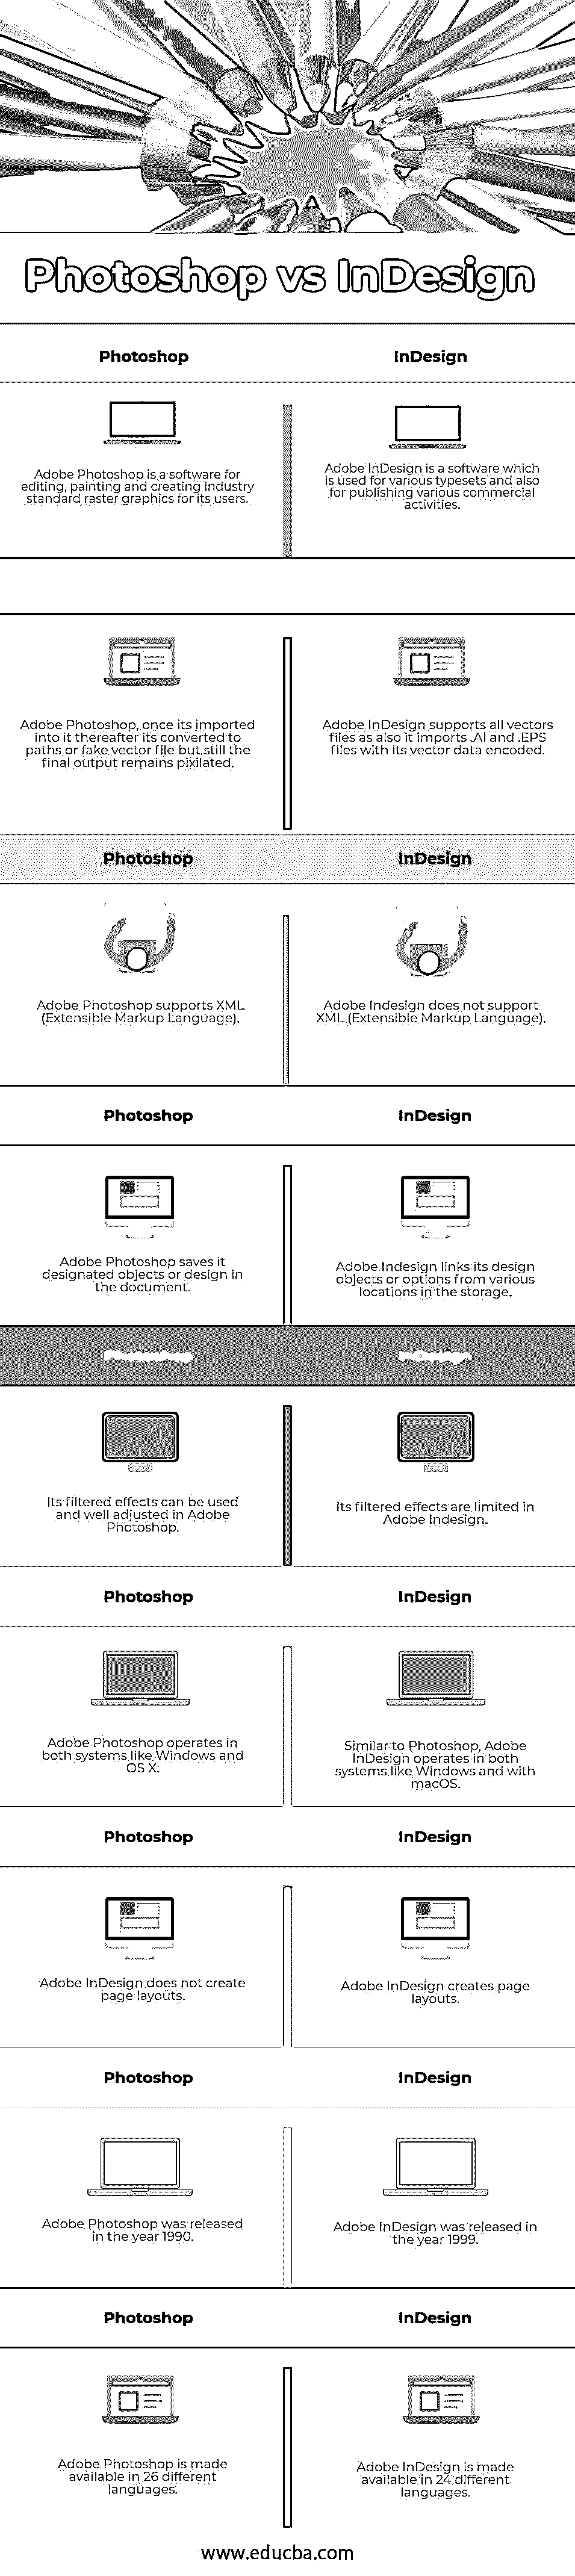 Photoshop vs InDesign
Photoshop
InDesign
Adobe Photoshop is a software for
editing, painting and creating industry
standard raster graphics for its users.
Adobe InDesign is a software which
is used for various typesets and also
for publishing various commercial
activities.
Adobe Photoshop, once its imported
into it thereafter its converted to
paths or fake vector file but still the
final output remains pixilated.
Adobe InDesign supports all vectors
files as also it imports .AI and .EPS
files with its vector data encoded.
Photoshop
InDesign
Adobe Photoshop supports XML
(Extensible Markup Language).
Adobe Indesign does not support
XML (Extensible Markup Language).
Photoshop
InDesign
Adobe Photoshop saves it
designated objects or design in
the document.
Adobe Indesign links its design
objects or options from various
locations in the storage.
Its filtered effects can be used
and well adjusted in Adobe
Photoshop.
Its filtered effects are limited in
Adobe Indesign.
Photoshop
InDesign
Adobe Photoshop operates in
both systems like Windows and
OS X.
Similar to Photoshop, Adobe
InDesign operates in both
systems like Windows and with
macOS.
Photoshop
InDesign
Adobe InDesign does not create
page layouts.
Adobe InDesign creates page
layouts.
Photoshop
InDesign
Adobe Photoshop was released
in the year 1990.
Adobe InDesign was released in
the year 1999.
Photoshop
InDesign
Adobe Photoshop is made
available in 26 different
languages.
Adobe InDesign is made
available in 24 different
languages.
www.educba.com